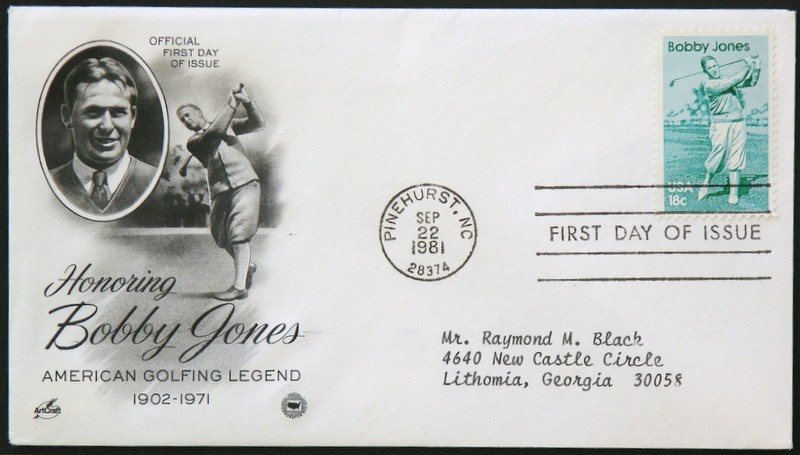 OFFICIAL
FIRST DAY
OF ISSUE
Honoring
Bobby Jones
AMERICAN GOLFING LEGEND
1902-1971
ArtCraft
PINEHURST, NC
SEP
22
1981
28374
Bobby Jones
USA
18c
FIRST DAY OF ISSUE
Mr. Raymond M. Black
4640 New Castle Circle
Lithomia, Georgia 30058